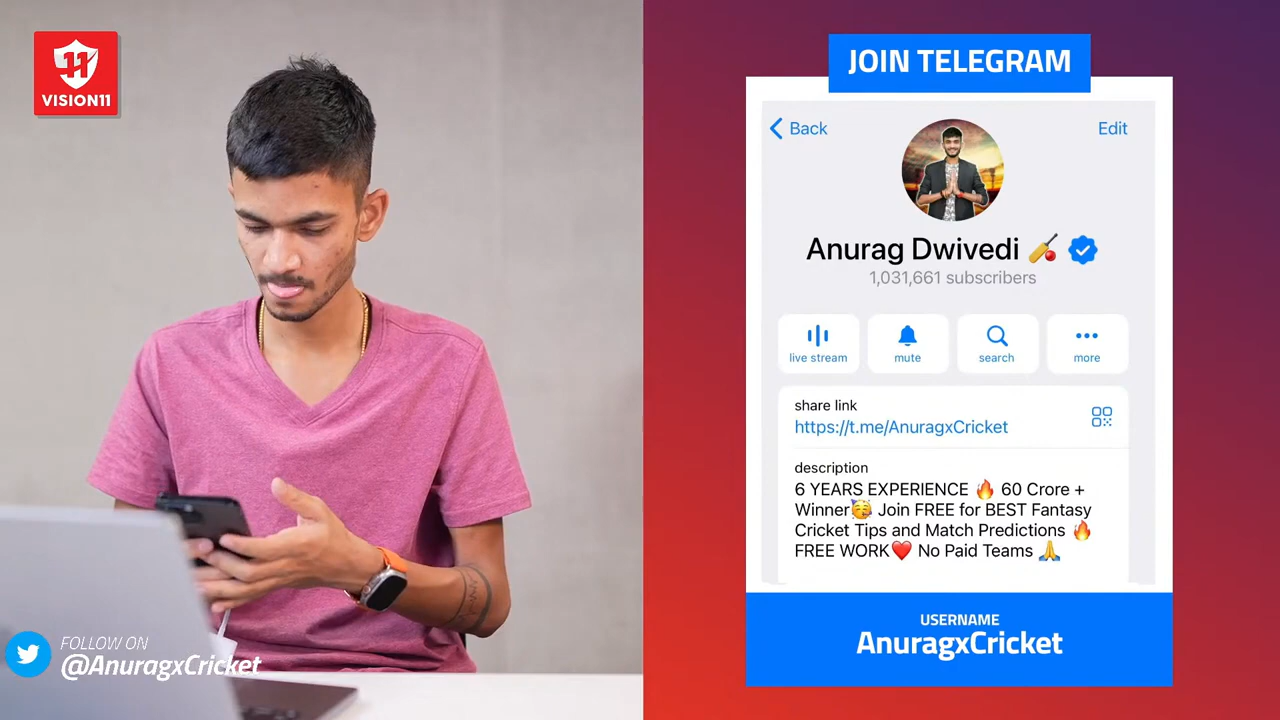 11
VISION11
FOLLOW ON
@AnuragxCricket
JOIN TELEGRAM
Back
Edit
Anurag Dwivedi 🏏
1,031,661 subscribers
live stream
mute
search
more
share link
https://t.me/AnuragxCricket
description
6 YEARS EXPERIENCE 🔥 60 Crore +
Winner🥳 Join FREE for BEST Fantasy
Cricket Tips and Match Predictions 🔥
FREE WORK❤️ No Paid Teams 🙏
USERNAME
AnuragxCricket